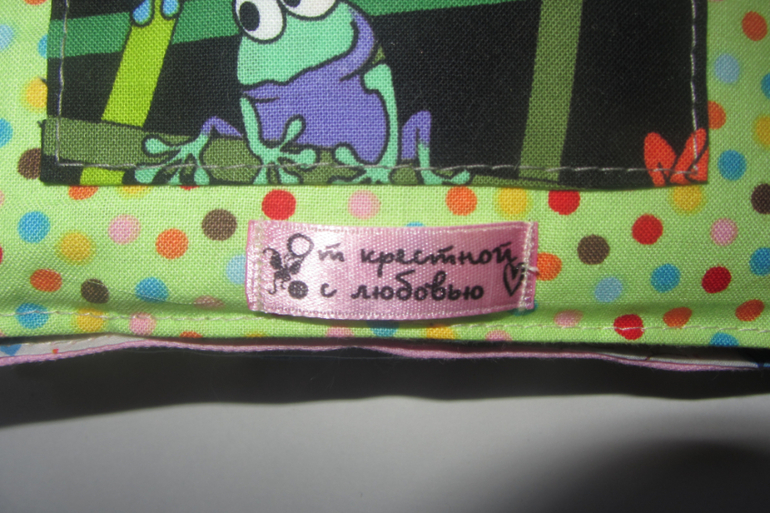 От крестной
с любовью